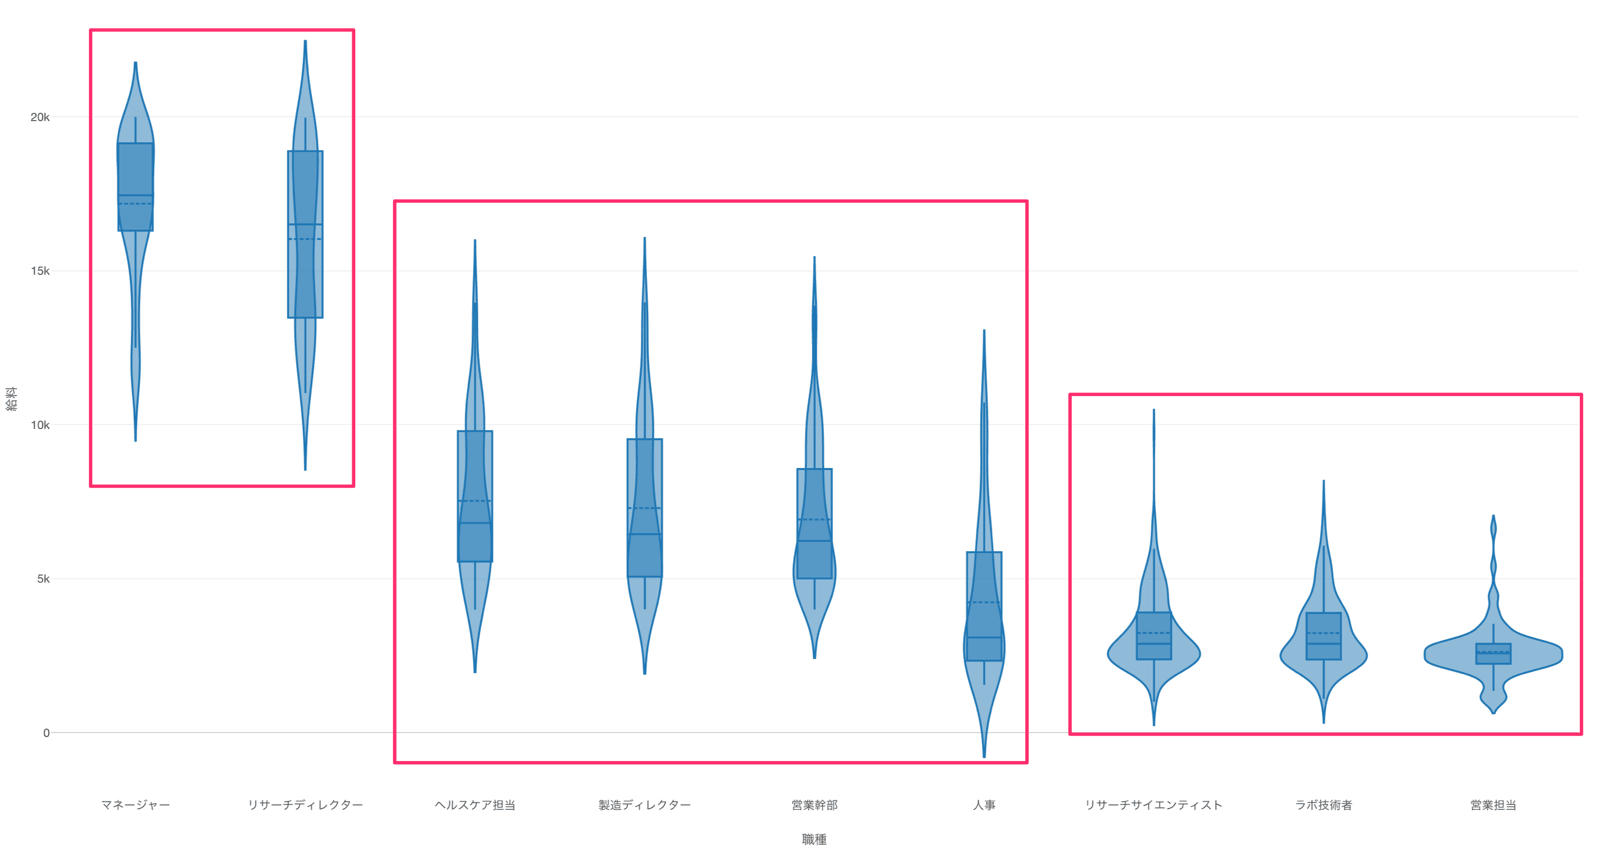 20k
15k
10k
5k
0
給料
マネージャー
リサーチディレクター
ヘルスケア担当
製造ディレクター
営業幹部
人事
リサーチサイエンティスト
ラボ技術者
営業担当
職種